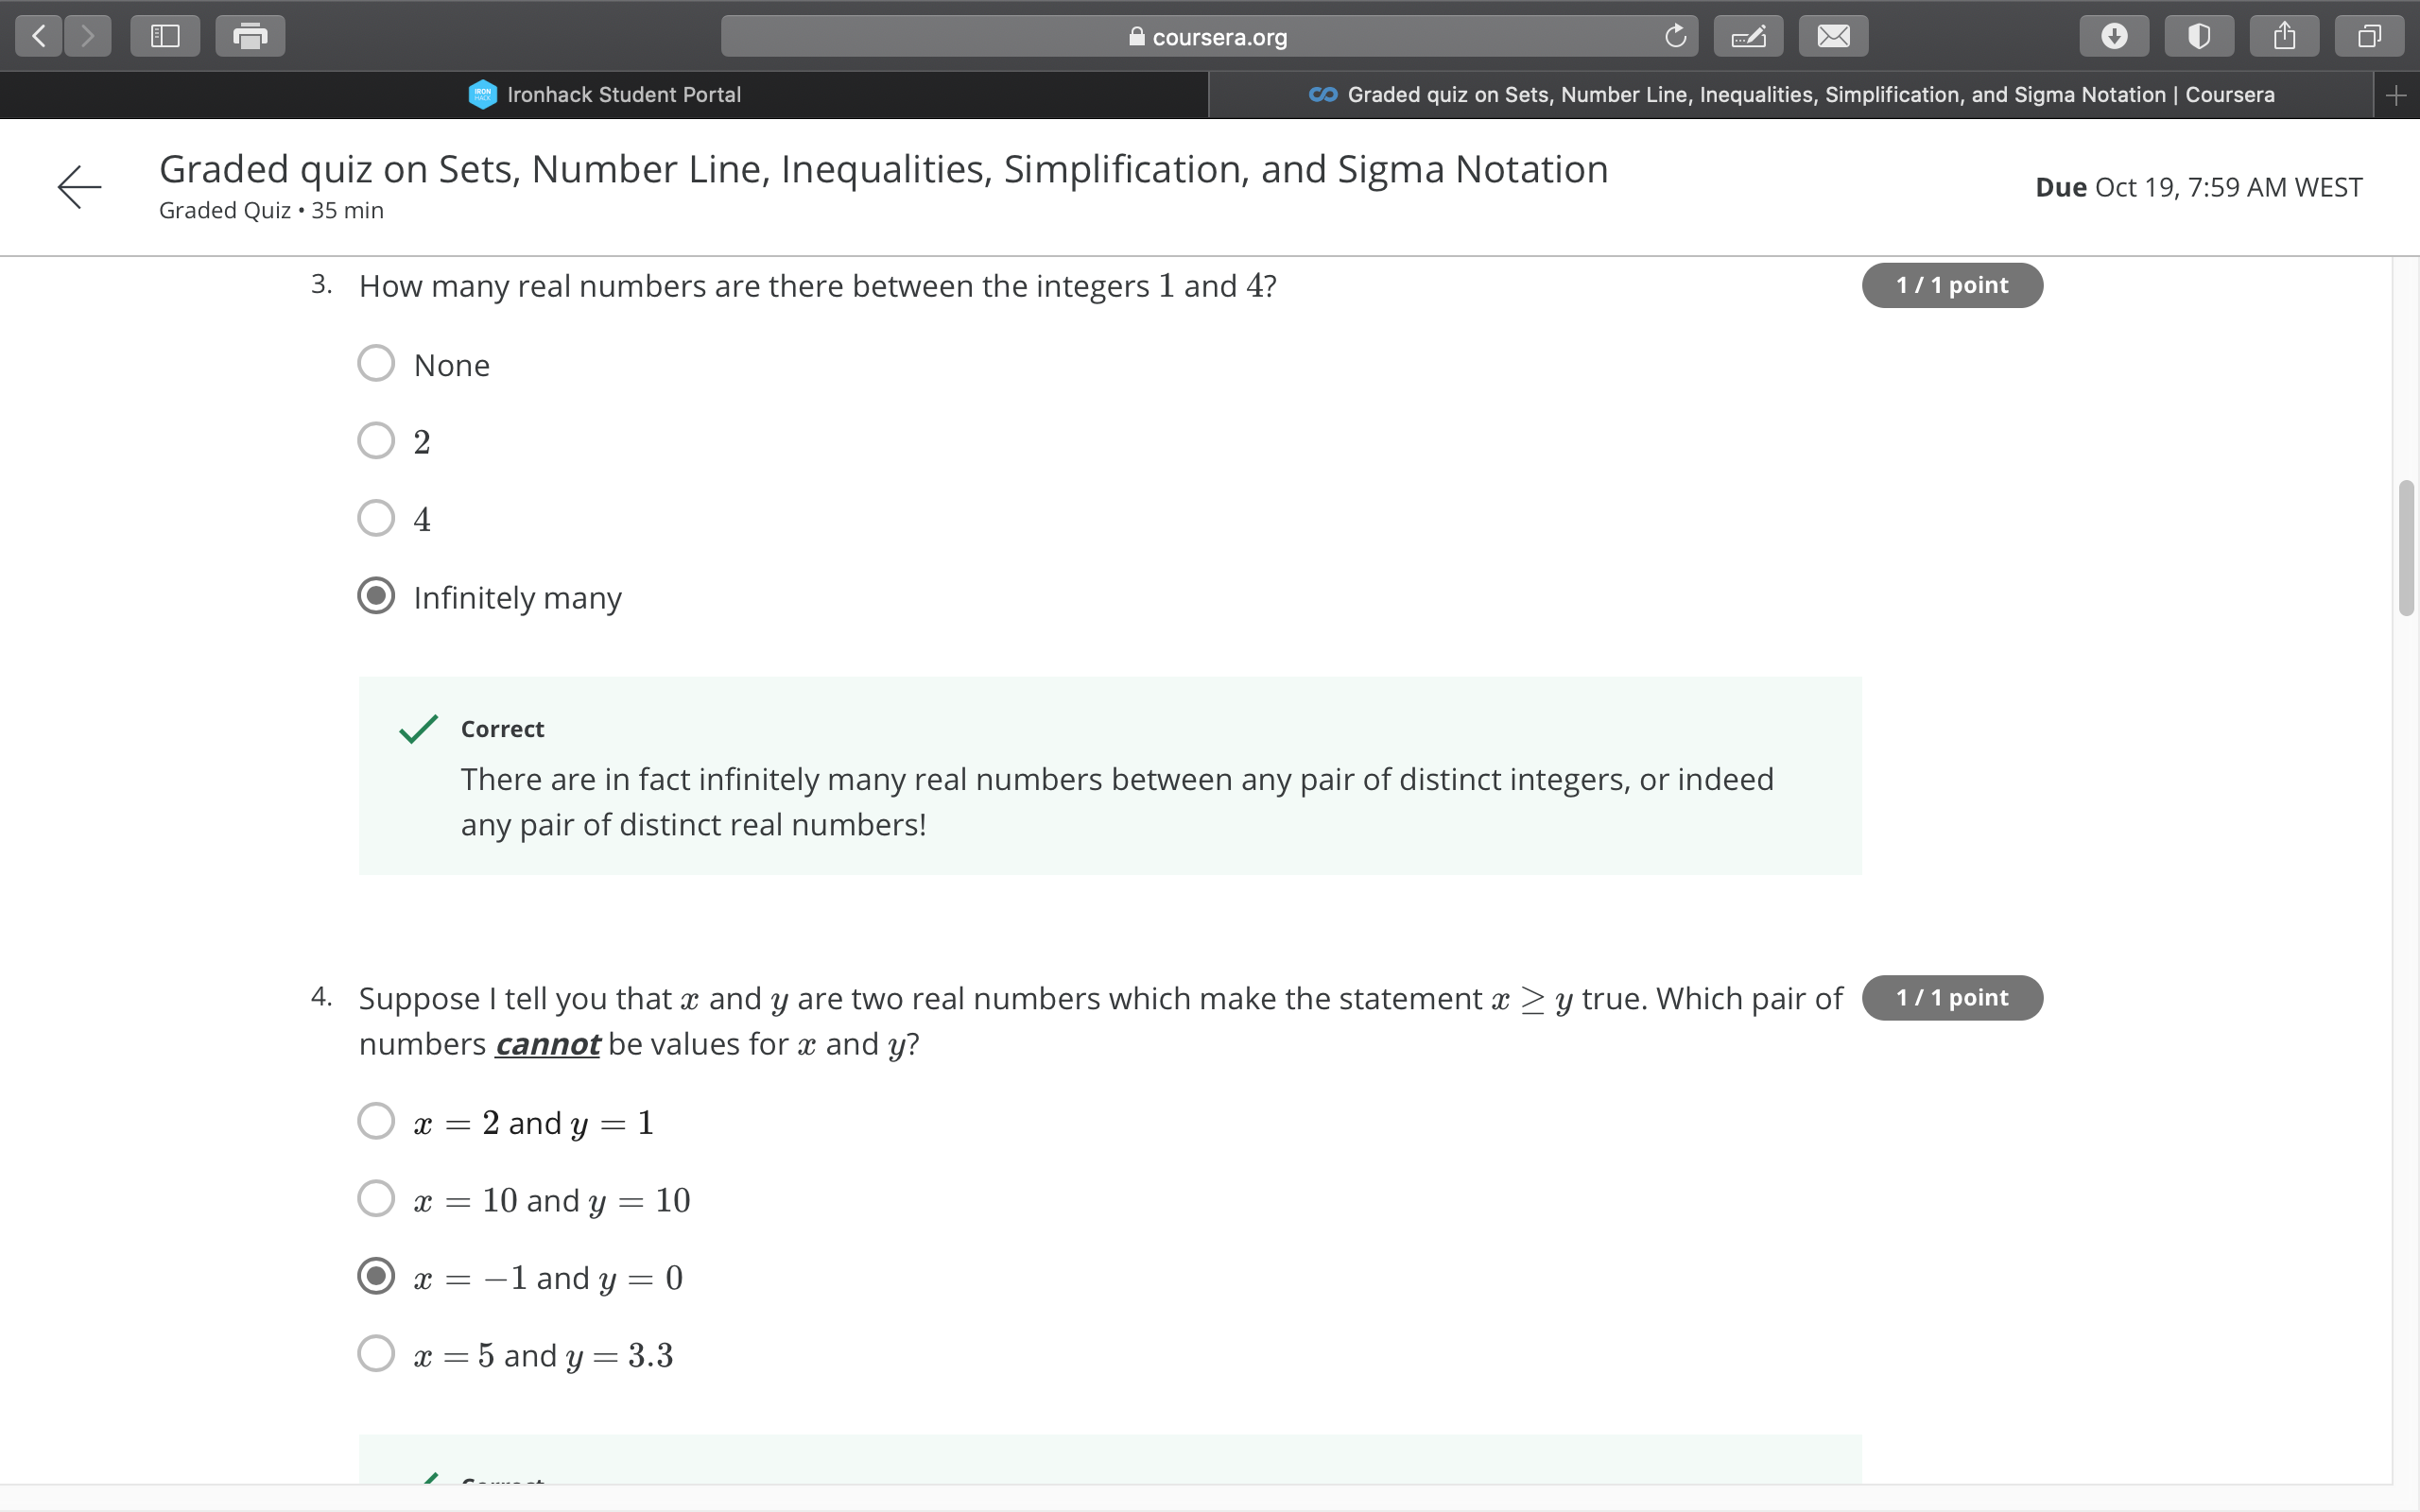 coursera.org
IRON HACK Ironhack Student Portal
Graded quiz on Sets, Number Line, Inequalities, Simplification, and Sigma Notation | Coursera
Graded quiz on Sets, Number Line, Inequalities, Simplification, and Sigma Notation
Graded Quiz • 35 min
Due Oct 19, 7:59 AM WEST
3. How many real numbers are there between the integers 1 and 4?
1 / 1 point
None
2
4
Infinitely many
Correct
There are in fact infinitely many real numbers between any pair of distinct integers, or indeed
any pair of distinct real numbers!
4. Suppose I tell you that x and y are two real numbers which make the statement x ≥ y true. Which pair of
1 / 1 point
numbers cannot be values for x and y?
x = 2 and y = 1
x = 10 and y = 10
x = −1 and y = 0
x = 5 and y = 3.3
Correct